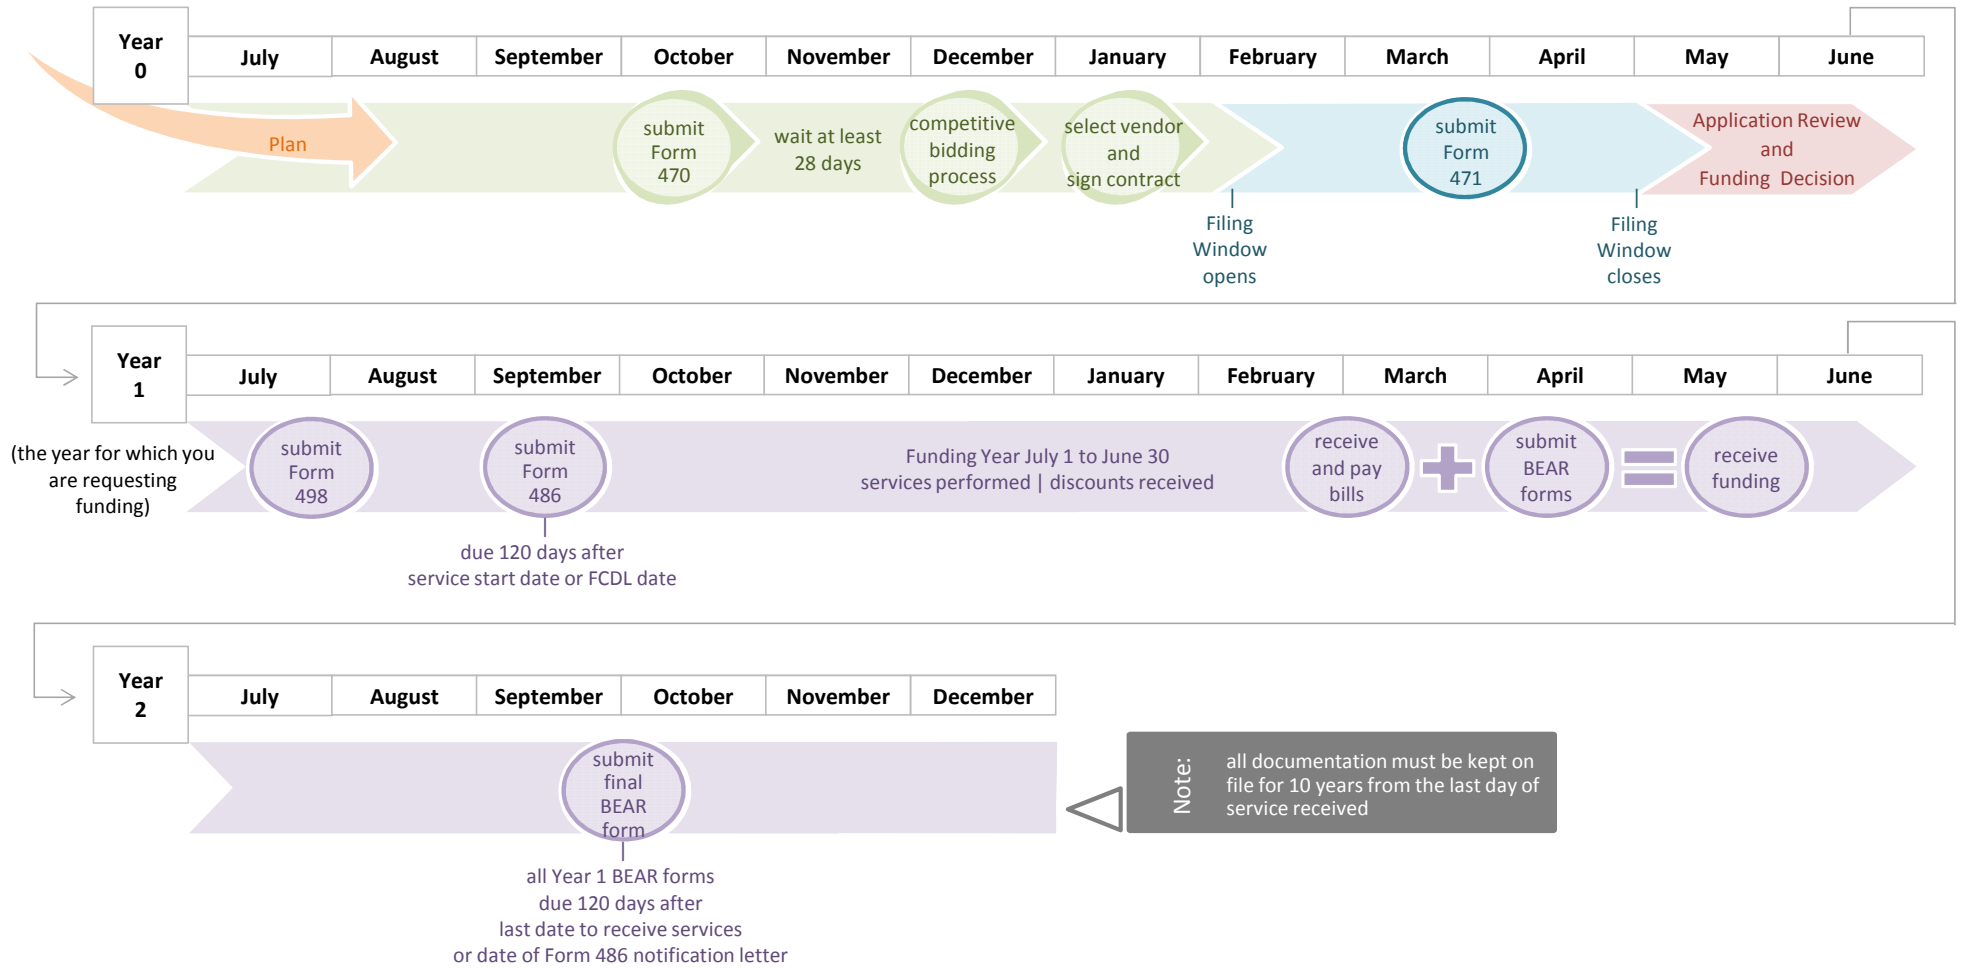 Year
0
July August September October November December January February March April May June
Plan
submit
Form
470
wait at least
28 days
competitive
bidding
process
select vendor
and
sign contract
submit
Form
471
Application Review
and
Funding Decision
Filing
Window
opens
Filing
Window
closes
Year
1
July August September October November December January February March April May June
(the year for which you
are requesting
funding)
submit
Form
498
submit
Form
486
due 120 days after
service start date or FCDL date
Funding Year July 1 to June 30
services performed | discounts received
receive
and pay
bills
submit
BEAR
forms
receive
funding
Year
2
July August September October November December
submit
final
BEAR
form
all Year 1 BEAR forms
due 120 days after
last date to receive services
or date of Form 486 notification letter
Note:
all documentation must be kept on
file for 10 years from the last day of
service received